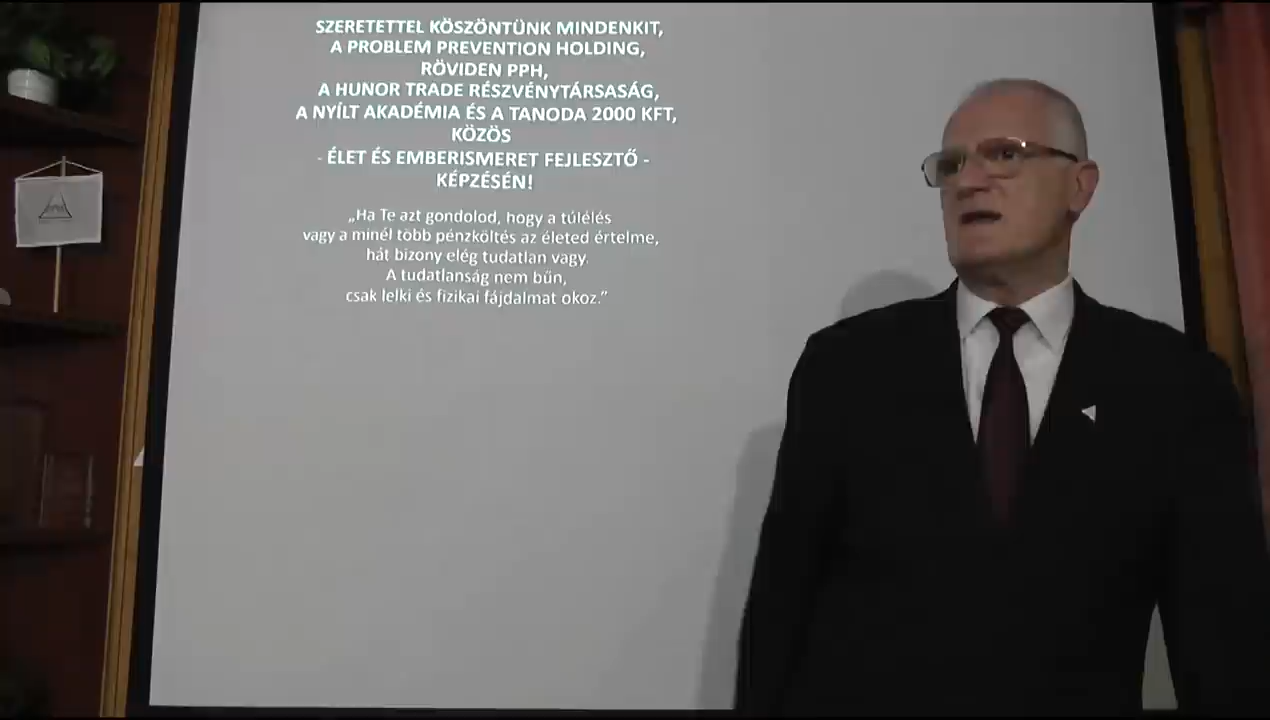 SZERETETTEL KÖSZÖNTÜNK MINDENKIT,
A PROBLEM PREVENTION HOLDING,
RÖVIDEN PPH,
A HUNOR TRADE RÉSZVÉNYTÁRSASÁG,
A NYÍLT AKADÉMIA ÉS A TANODA 2000 KFT,
KÖZÖS
- ÉLET ÉS EMBERISMERET FEJLESZTŐ -
KÉPZÉSÉN!
„Ha Te azt gondolod, hogy a túlélés
vagy a minél több pénzköltés az életed értelme,
hát bizony elég tudatlan vagy.
A tudatlanság nem bűn,
csak lelki és fizikai fájdalmat okoz.”